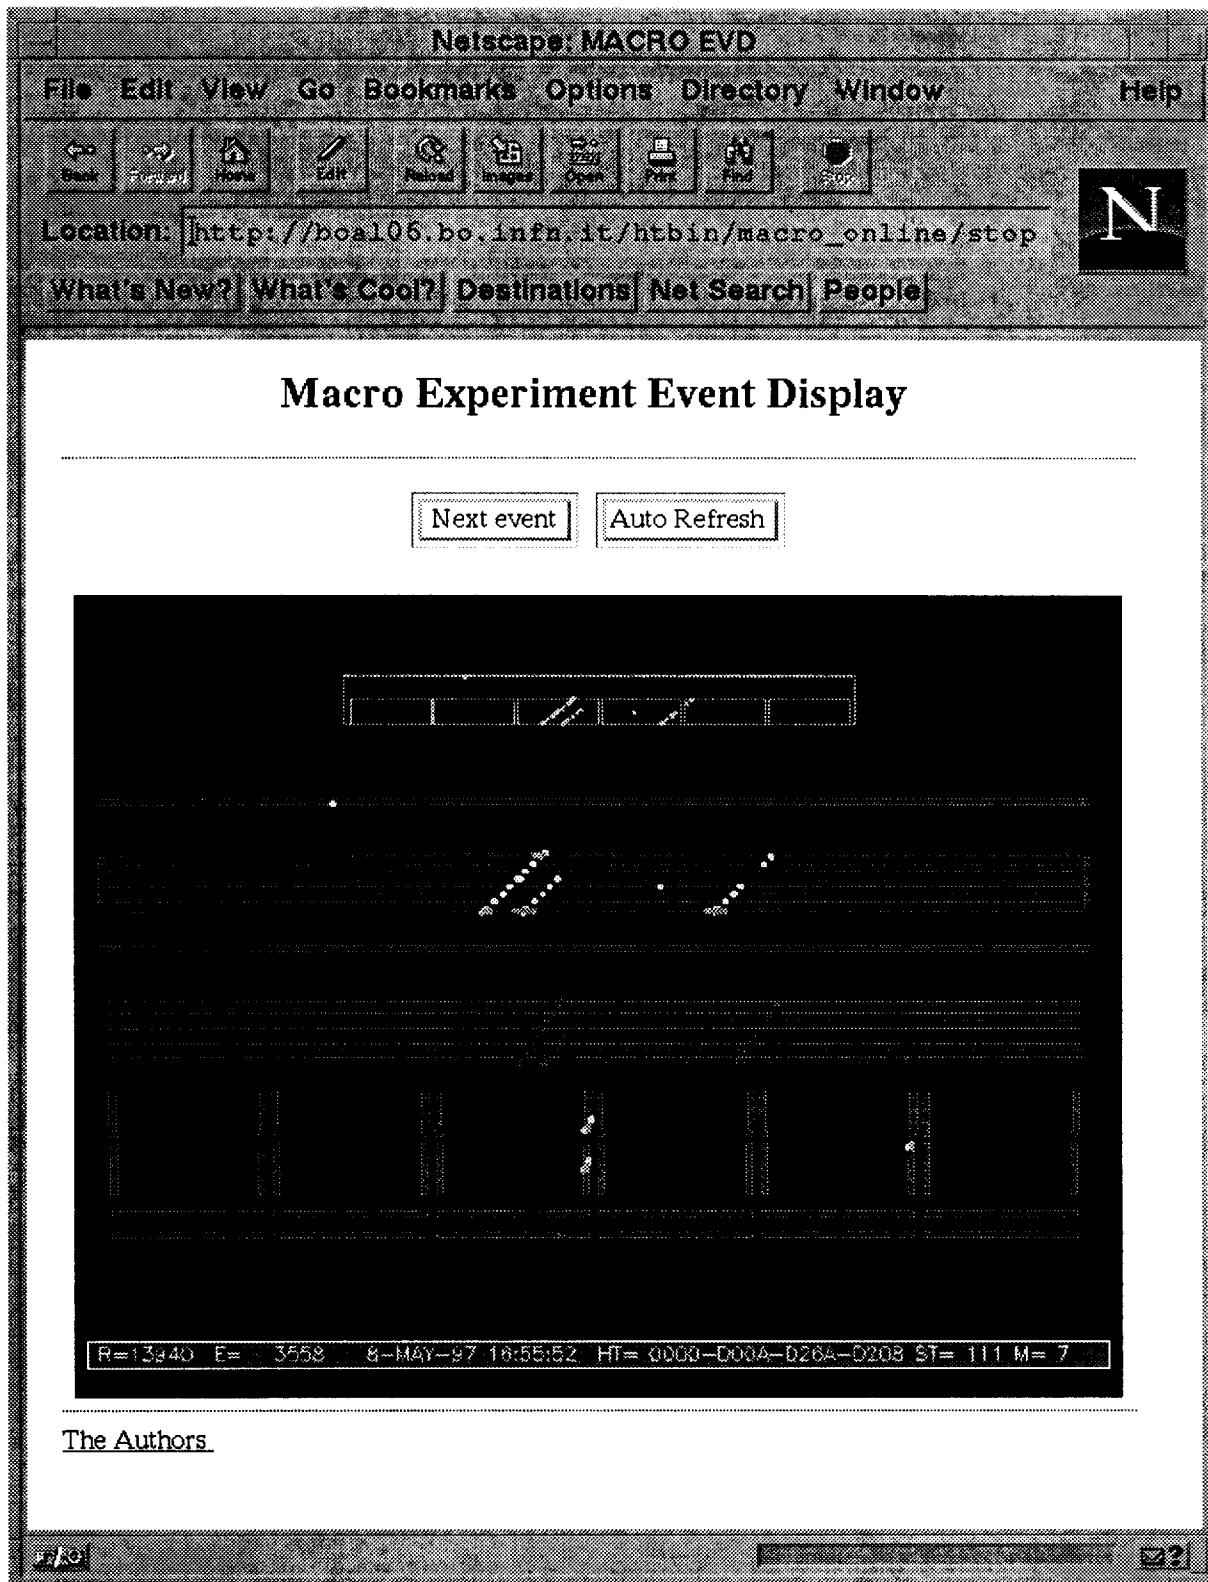 Netscape: MACRO EVD
File Edit View Go Bookmarks Options Directory Window Help
Back Forward Home Edit Reload Images Open Print Find Stop
Location: http://boal06.bo.infn.it/htbin/macro_online/stop
N
What's New? What's Cool? Destinations Net Search People
Macro Experiment Event Display
Next event Auto Refresh
R=13940 E= 3558 8-MAY-97 16:55:52 HT= 0000-D00A-D26A-D208 ST= 111 M= 7
The Authors
?